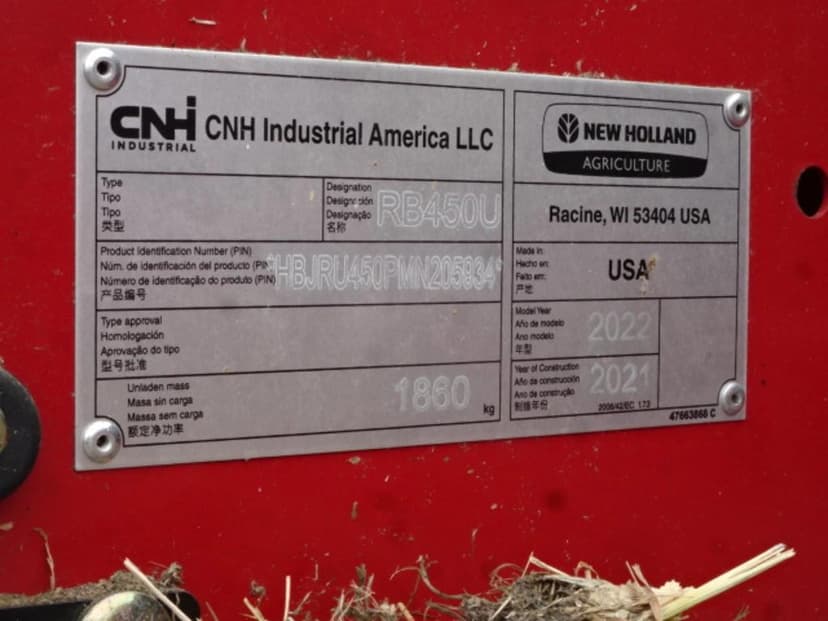 CNH INDUSTRIAL CNH Industrial America LLC
Type
Tipo
Tipo
类型
Designation
Designación
Designação
名称
RB450U
Product Identification Number (PIN)
Núm. de identificación del producto (PIN)
Número de identificação do produto (PIN)
产品编号
*HBJRU450PMN205934*
Type approval
Homologación
Aprovação do tipo
型号批准
Unladen mass
Masa sin carga
Massa sem carga
额定净功率
1860 kg
NEW HOLLAND
AGRICULTURE
Racine, WI 53404 USA
Made in:
Hecho en:
Feito em:
产地
USA
Model Year
Año de modelo
Ano modelo
年型
2022
Year of Construction
Año de construcción
Ano de construção
制造年份
2021
2006/42/EC 1.7.3
47663868 C